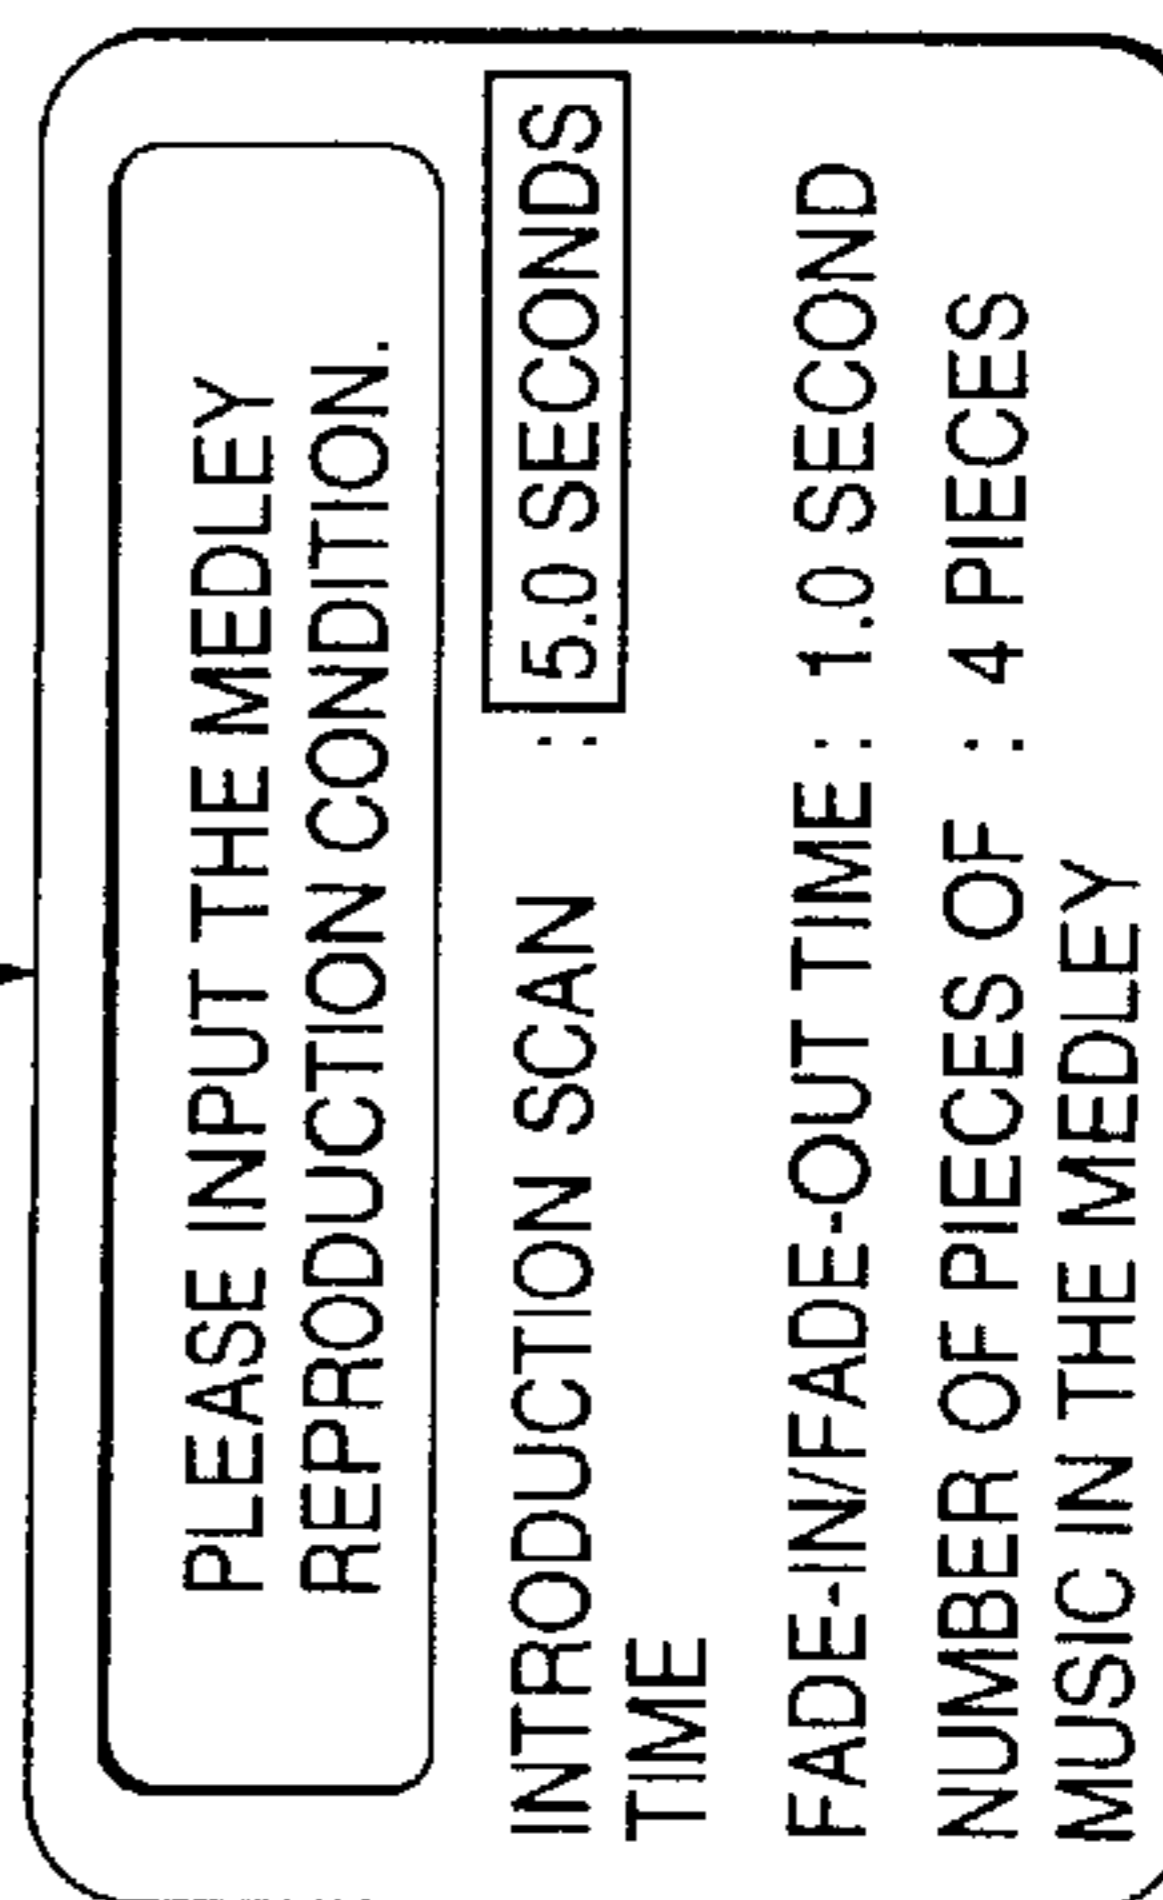 PLEASE INPUT THE MEDLEY
REPRODUCTION CONDITION.
INTRODUCTION SCAN : 5.0 SECONDS
TIME
FADE-IN/FADE-OUT TIME : 1.0 SECOND
NUMBER OF PIECES OF : 4 PIECES
MUSIC IN THE MEDLEY